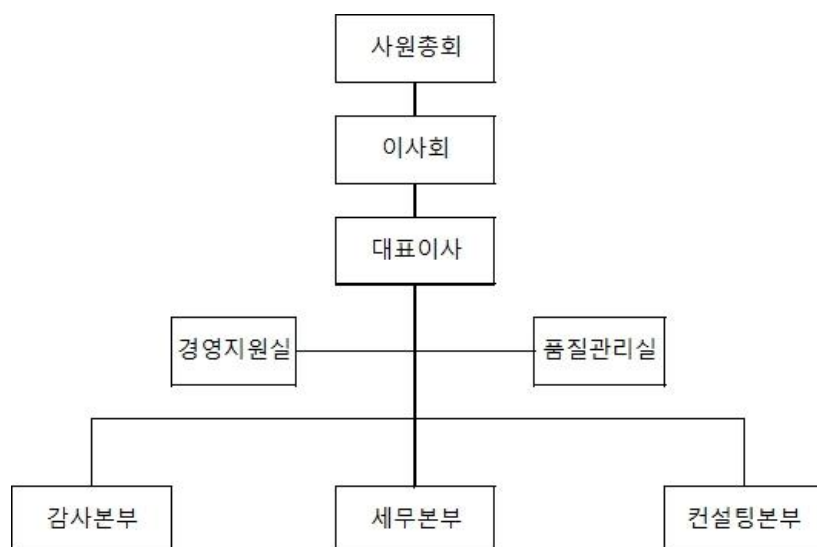 사원총회
이사회
대표이사
경영지원실
품질관리실
감사본부
세무본부
컨설팅본부